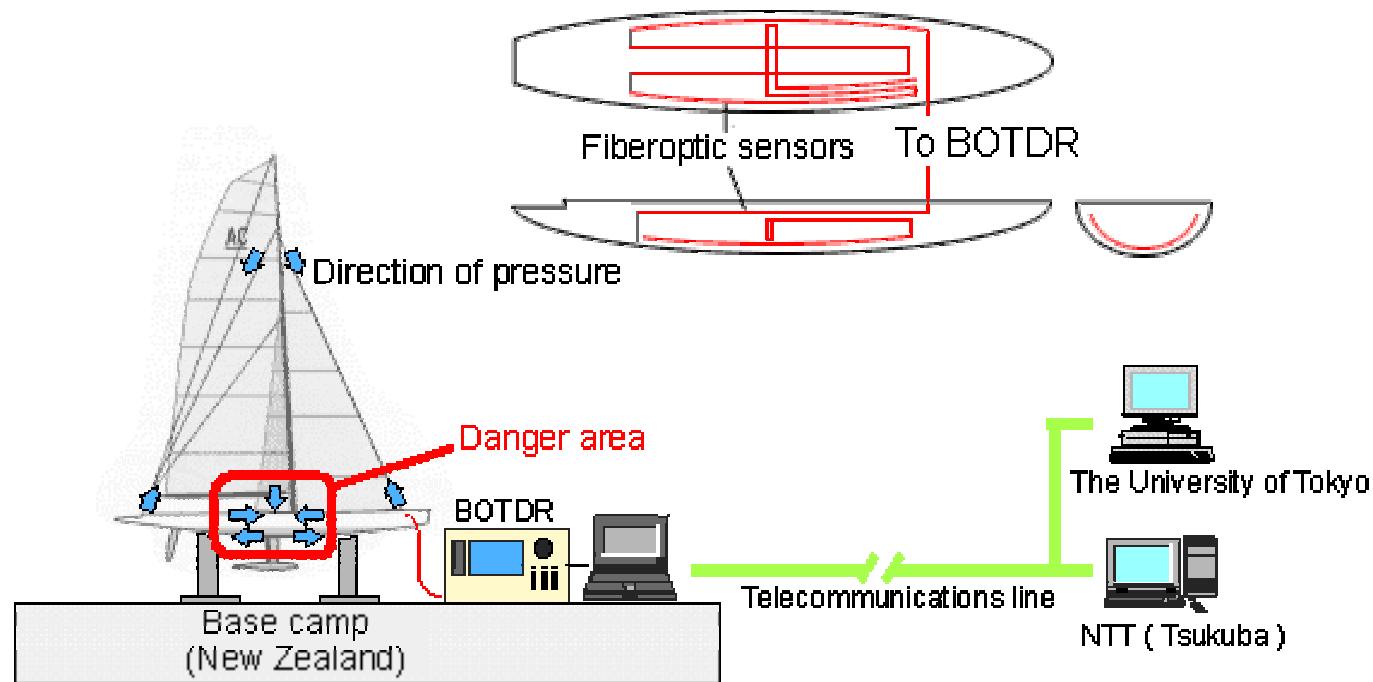 Fiberoptic sensors
To BOTDR
Direction of pressure
Danger area
BOTDR
The University of Tokyo
Telecommunications line
NTT ( Tsukuba )
Base camp
(New Zealand)